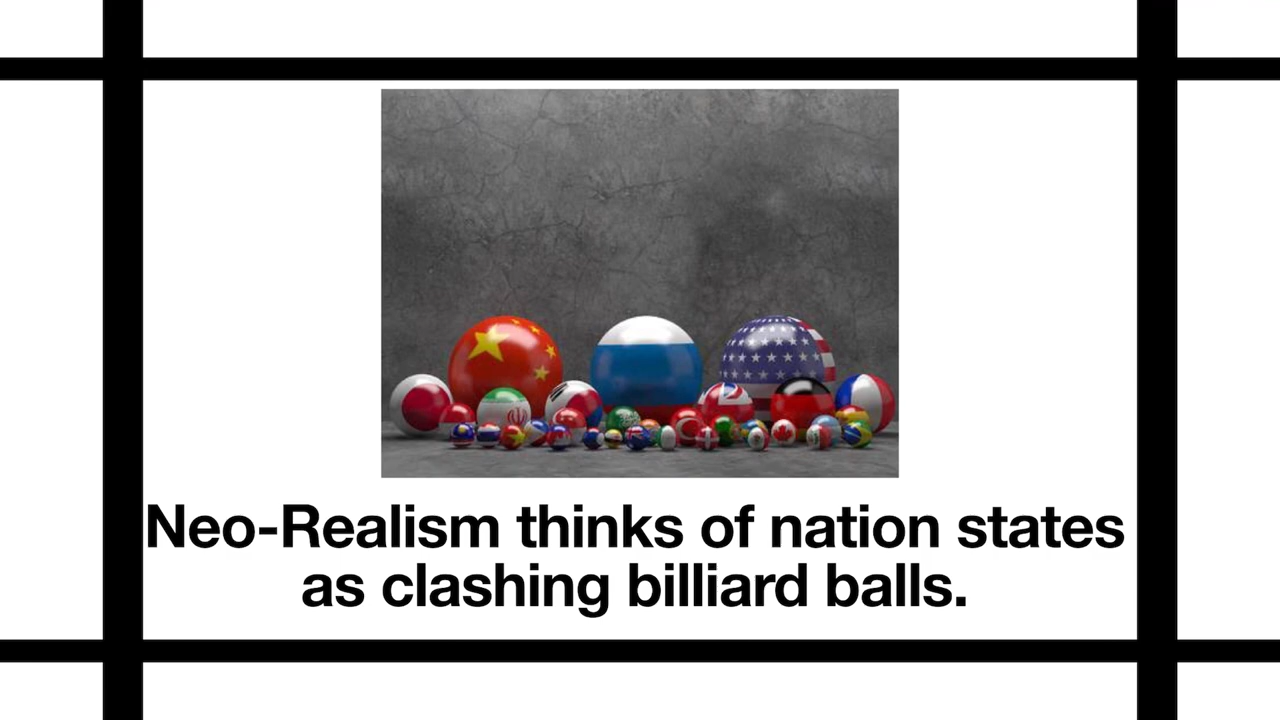 Neo-Realism thinks of nation states
as clashing billiard balls.